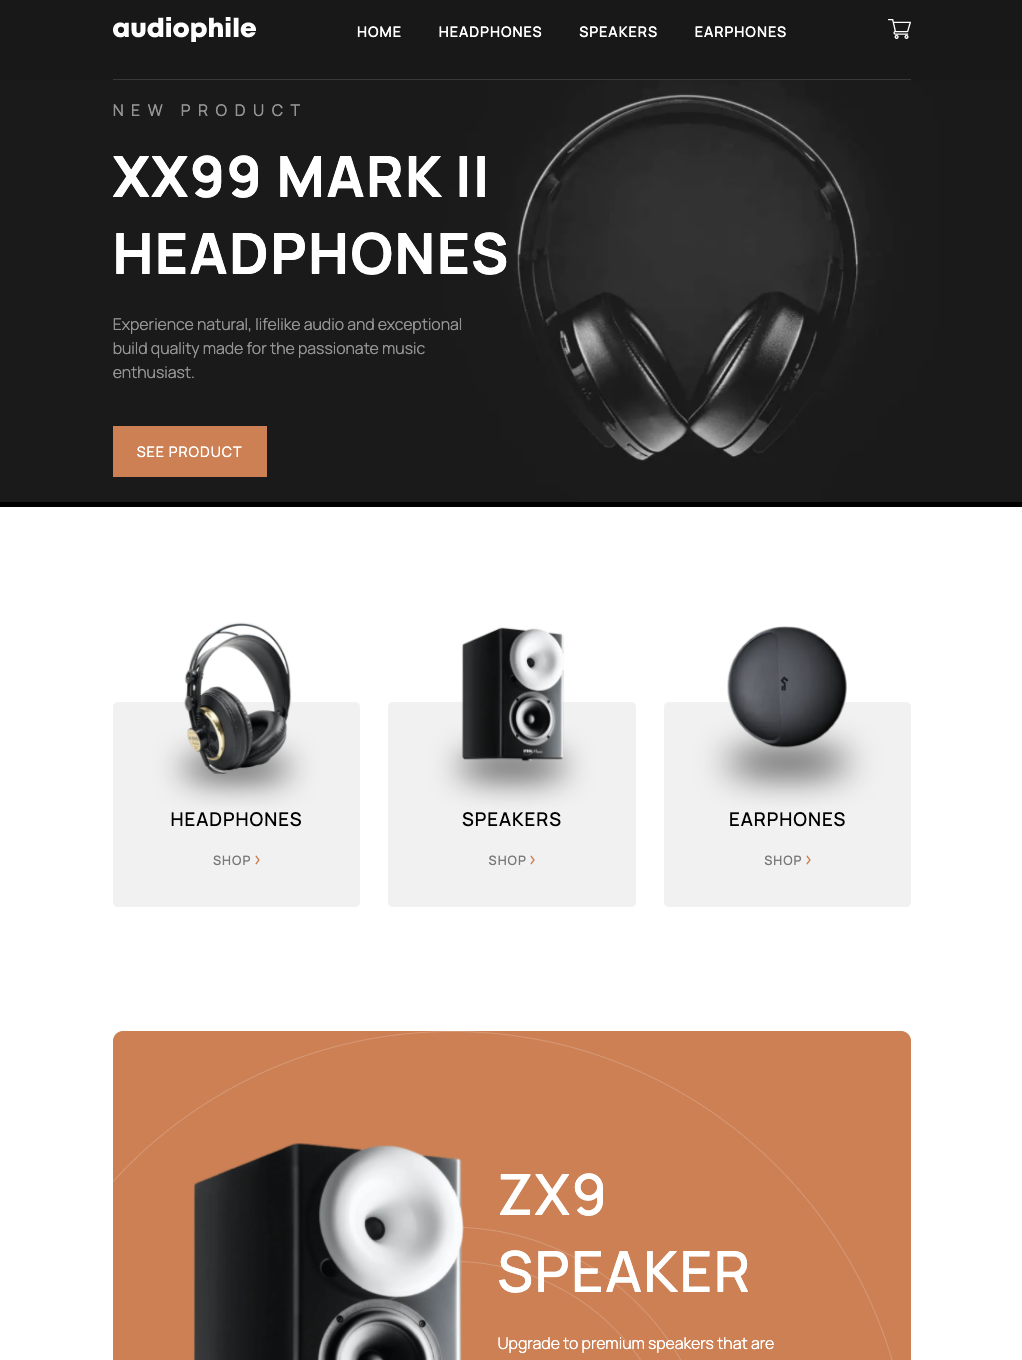 audiophile
HOME HEADPHONES SPEAKERS EARPHONES
NEW PRODUCT
XX99 MARK II
HEADPHONES
Experience natural, lifelike audio and exceptional
build quality made for the passionate music
enthusiast.
SEE PRODUCT
HEADPHONES
SHOP
SPEAKERS
SHOP
EARPHONES
SHOP
ZX9
SPEAKER
Upgrade to premium speakers that are